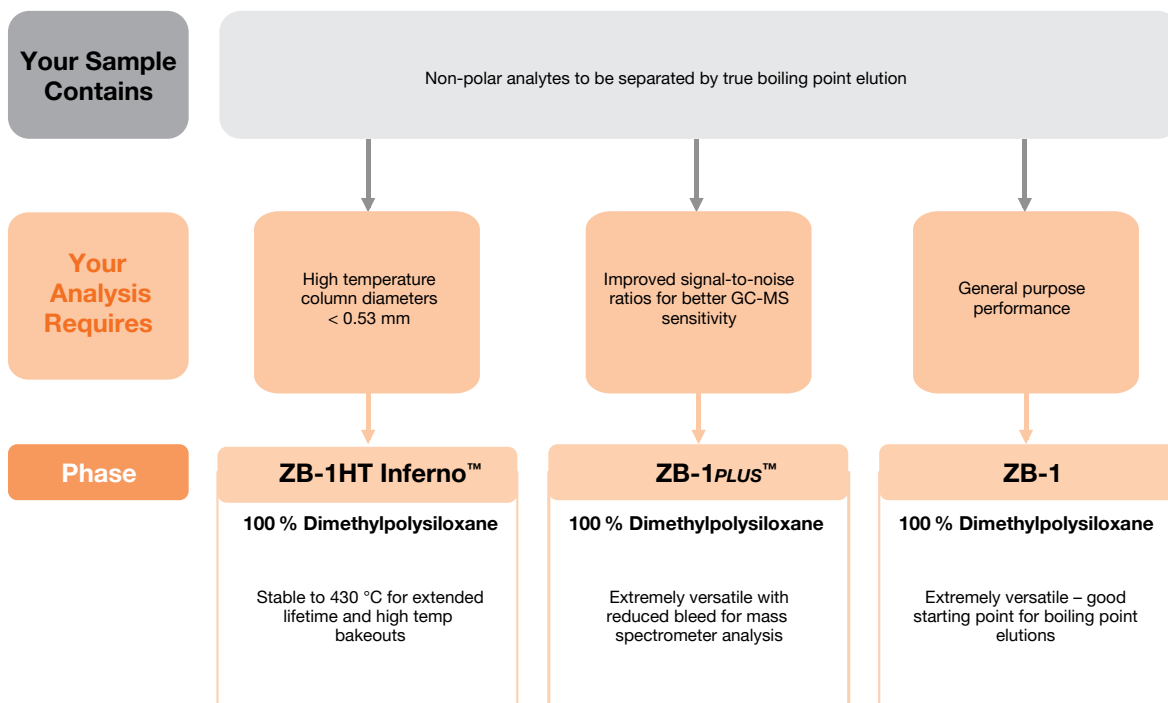 Your Sample
Contains
Non-polar analytes to be separated by true boiling point elution
Your
Analysis
Requires
High temperature
column diameters
< 0.53 mm
Improved signal-to-noise
ratios for better GC-MS
sensitivity
General purpose
performance
Phase
ZB-1HT Inferno™
ZB-1PLUS™
ZB-1
100 % Dimethylpolysiloxane
100 % Dimethylpolysiloxane
100 % Dimethylpolysiloxane
Stable to 430 °C for extended
lifetime and high temp
bakeouts
Extremely versatile with
reduced bleed for mass
spectrometer analysis
Extremely versatile – good
starting point for boiling point
elutions